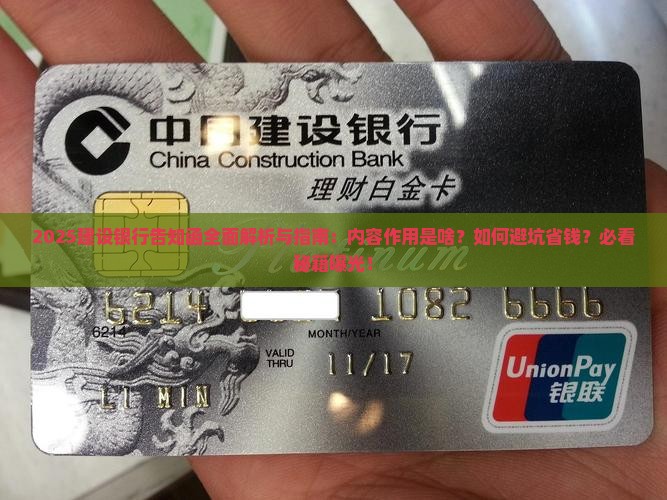 中国建设银行
China Construction Bank
理财白金卡
2025建设银行告知函全面解析与指南：内容作用是啥？如何避坑省钱？必看
秘籍曝光！
Platinum
6214 1082 6666
6214
MONTH/YEAR
VALID
THRU
11/17
LI MIN
UnionPay
银联